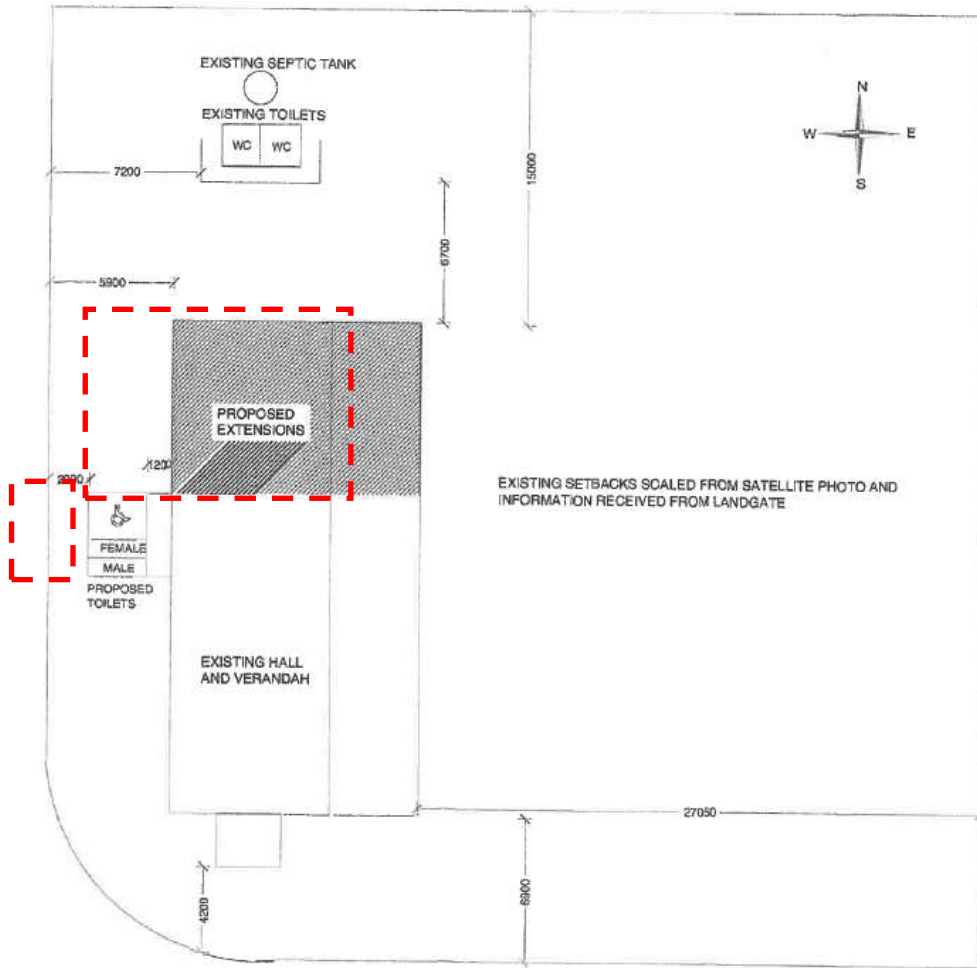 EXISTING SEPTIC TANK
EXISTING TOILETS
WC WC
7200
15000
N
W E
S
6700
5900
PROPOSED
EXTENSIONS
1200
EXISTING SETBACKS SCALED FROM SATELLITE PHOTO AND
INFORMATION RECEIVED FROM LANDGATE
FEMALE
MALE
PROPOSED
TOILETS
EXISTING HALL
AND VERANDAH
27050
4200
6900